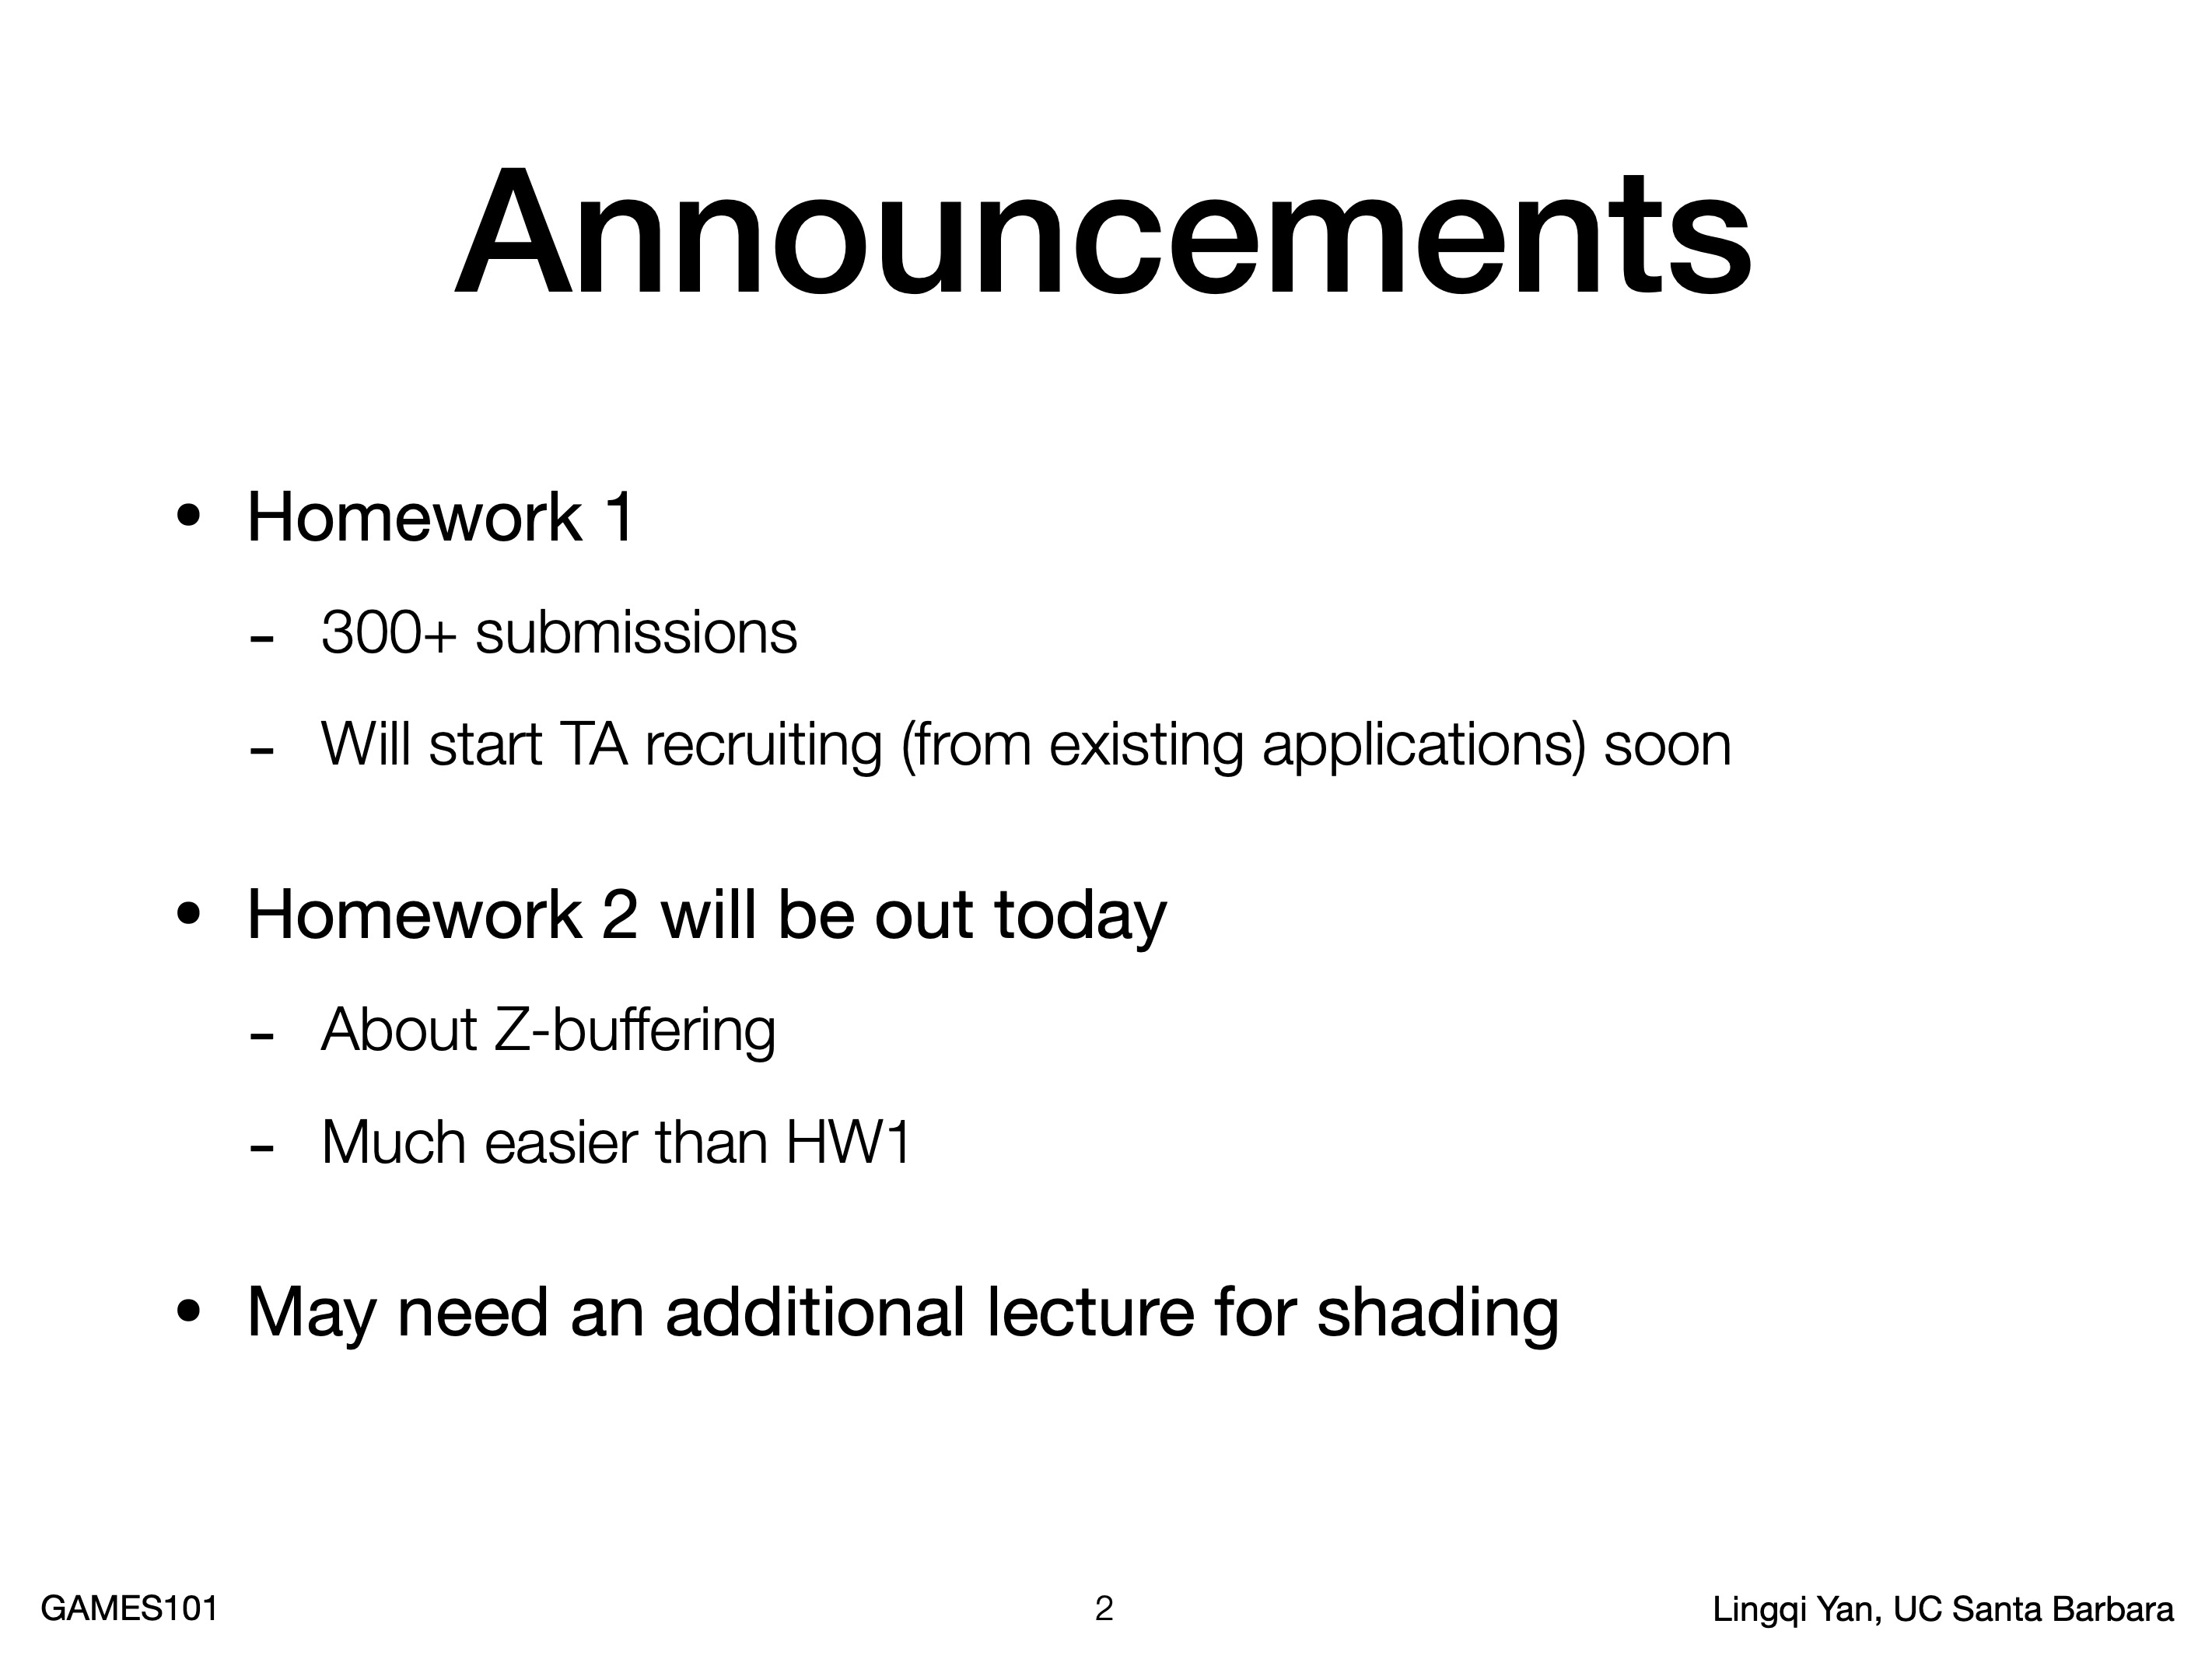 Announcements
• Homework 1
- 300+ submissions
- Will start TA recruiting (from existing applications) soon
• Homework 2 will be out today
- About Z-buffering
- Much easier than HW1
• May need an additional lecture for shading
GAMES101
2
Lingqi Yan, UC Santa Barbara